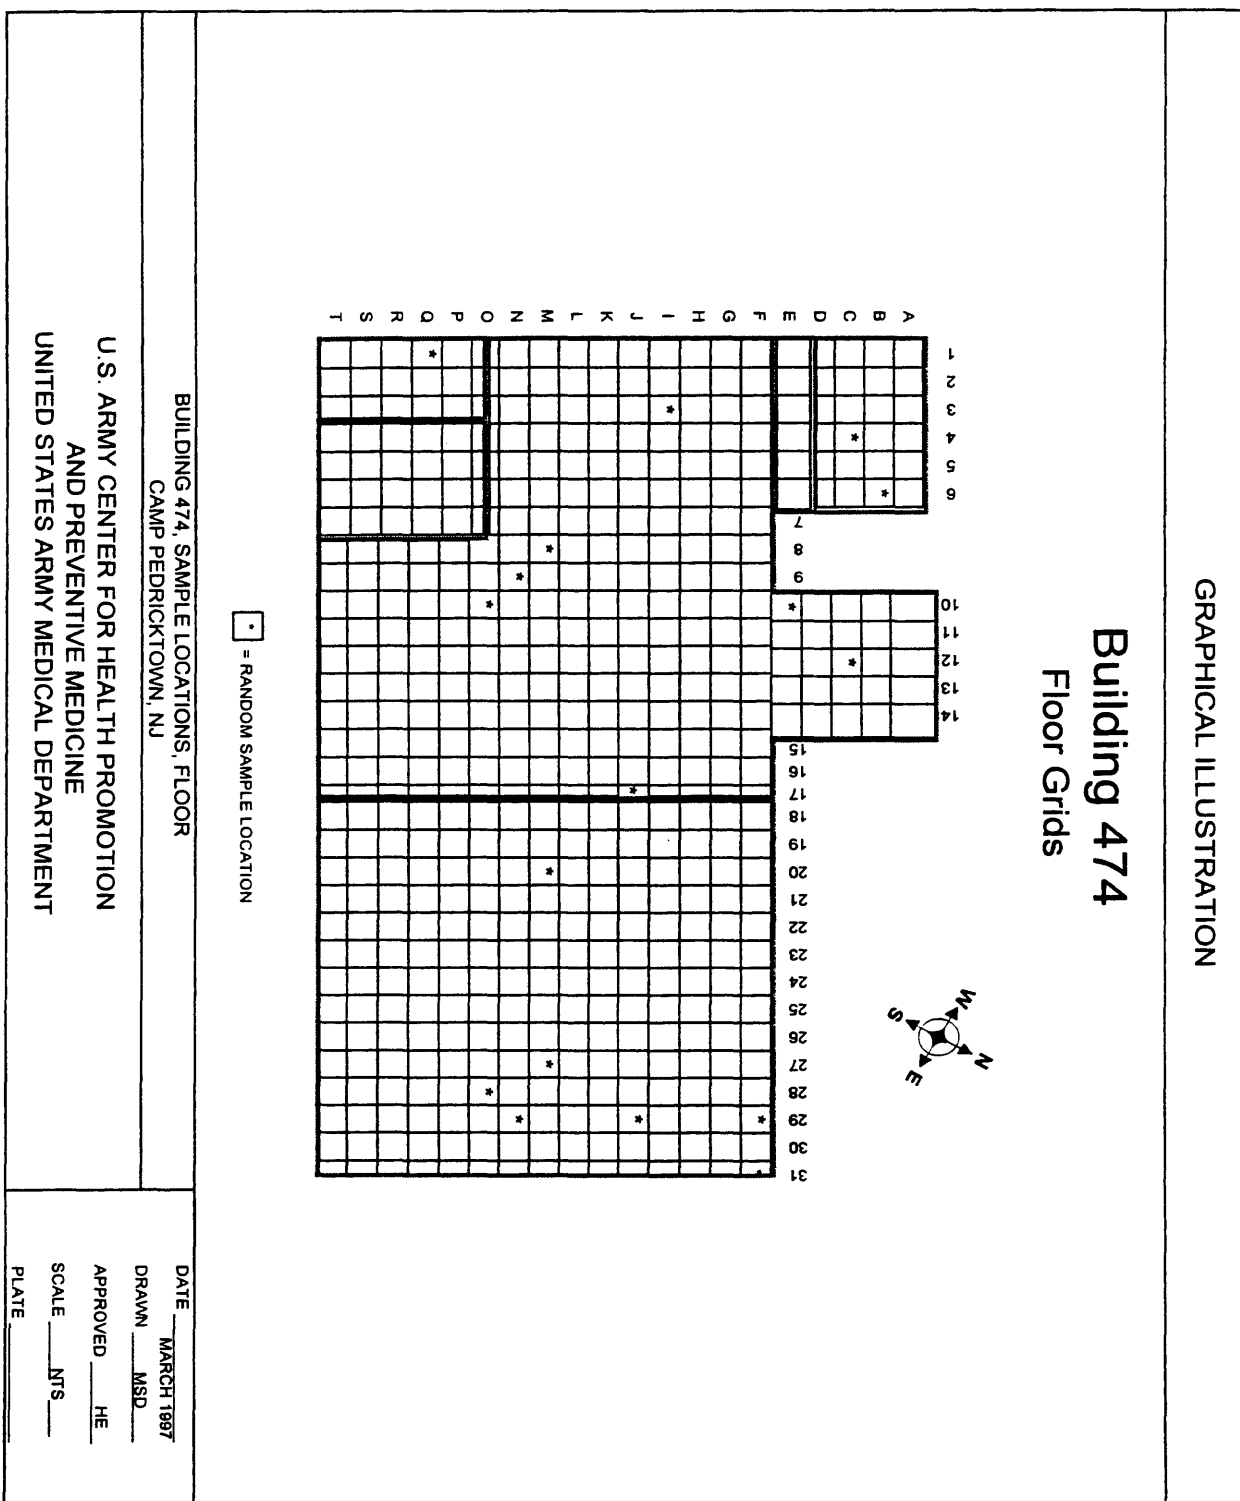 GRAPHICAL ILLUSTRATION
Building 474
Floor Grids
N
W
E
S
1 2 3 4 5 6 7 8 9 10 11 12 13 14 15 16 17 18 19 20 21 22 23 24 25 26 27 28 29 30 31
A
B
C
D
E
F
G
H
I
J
K
L
M
N
O
P
Q
R
S
T
* = RANDOM SAMPLE LOCATION
BUILDING 474, SAMPLE LOCATIONS, FLOOR
CAMP PEDRICKTOWN, NJ
U.S. ARMY CENTER FOR HEALTH PROMOTION
AND PREVENTIVE MEDICINE
UNITED STATES ARMY MEDICAL DEPARTMENT
DATE MARCH 1997
DRAWN MSD
APPROVED HE
SCALE NTS
PLATE